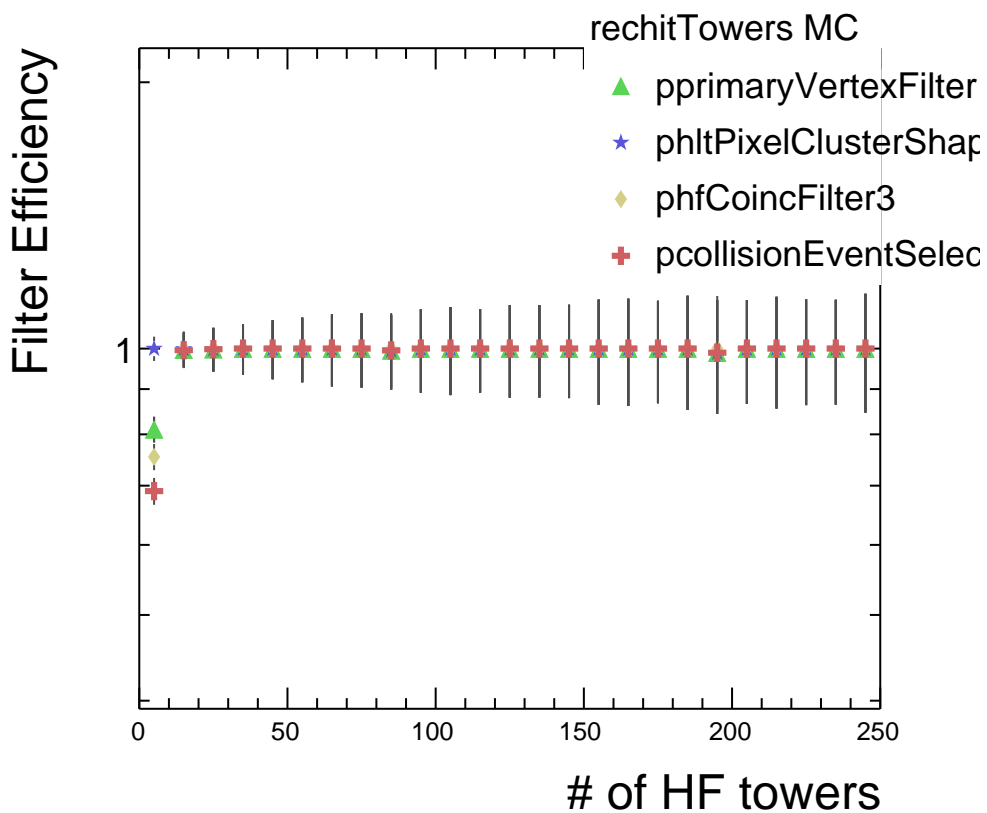 rechitTowers MC
pprimaryVertexFilter
phltPixelClusterShap
phfCoincFilter3
pcollisionEventSelec
Filter Efficiency
1
0 50 100 150 200 250
# of HF towers